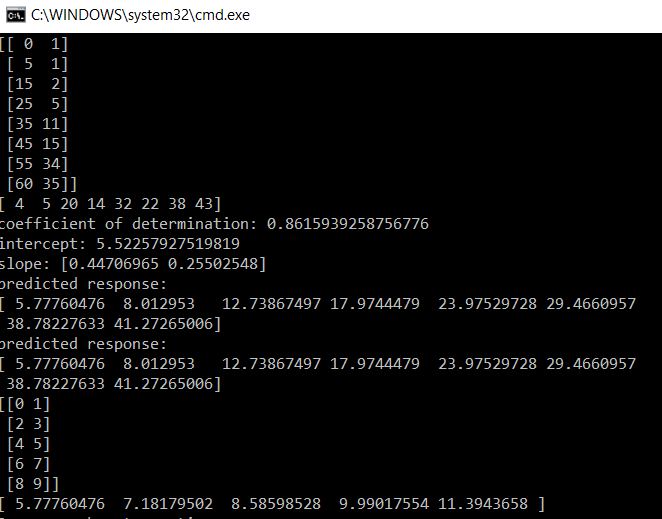 C:\WINDOWS\system32\cmd.exe
[[ 0  1]
 [ 5  1]
 [15  2]
 [25  5]
 [35 11]
 [45 15]
 [55 34]
 [60 35]]
[ 4  5 20 14 32 22 38 43]
coefficient of determination: 0.8615939258756776
intercept: 5.52257927519819
slope: [0.44706965 0.25502548]
predicted response:
[ 5.77760476  8.012953   12.73867497 17.9744479  23.97529728 29.4660957
 38.78227633 41.27265006]
predicted response:
[ 5.77760476  8.012953   12.73867497 17.9744479  23.97529728 29.4660957
 38.78227633 41.27265006]
[[0 1]
 [2 3]
 [4 5]
 [6 7]
 [8 9]]
[ 5.77760476  7.18179502  8.58598528  9.99017554 11.3943658 ]